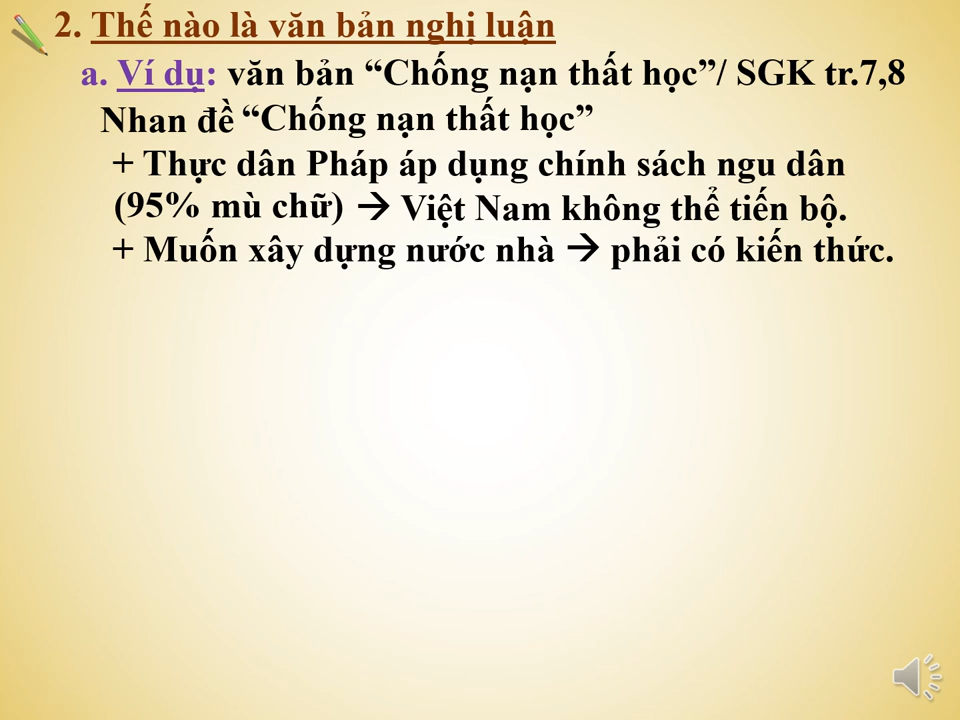 2. Thế nào là văn bản nghị luận
a. Ví dụ: văn bản “Chống nạn thất học”/ SGK tr.7,8
Nhan đề “Chống nạn thất học”
+ Thực dân Pháp áp dụng chính sách ngu dân
(95% mù chữ) → Việt Nam không thể tiến bộ.
+ Muốn xây dựng nước nhà → phải có kiến thức.